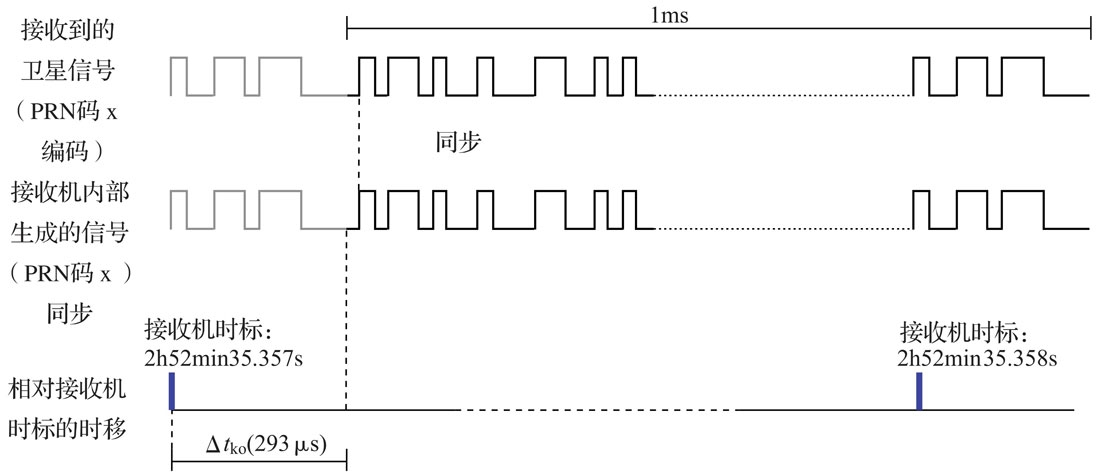 1ms
接收到的
卫星信号
（PRN码 x
编码）
同步
接收机内部
生成的信号
（PRN码 x ）
同步
接收机时标：
2h52min35.357s
接收机时标：
2h52min35.358s
相对接收机
时标的时移
Δtko(293 μs)